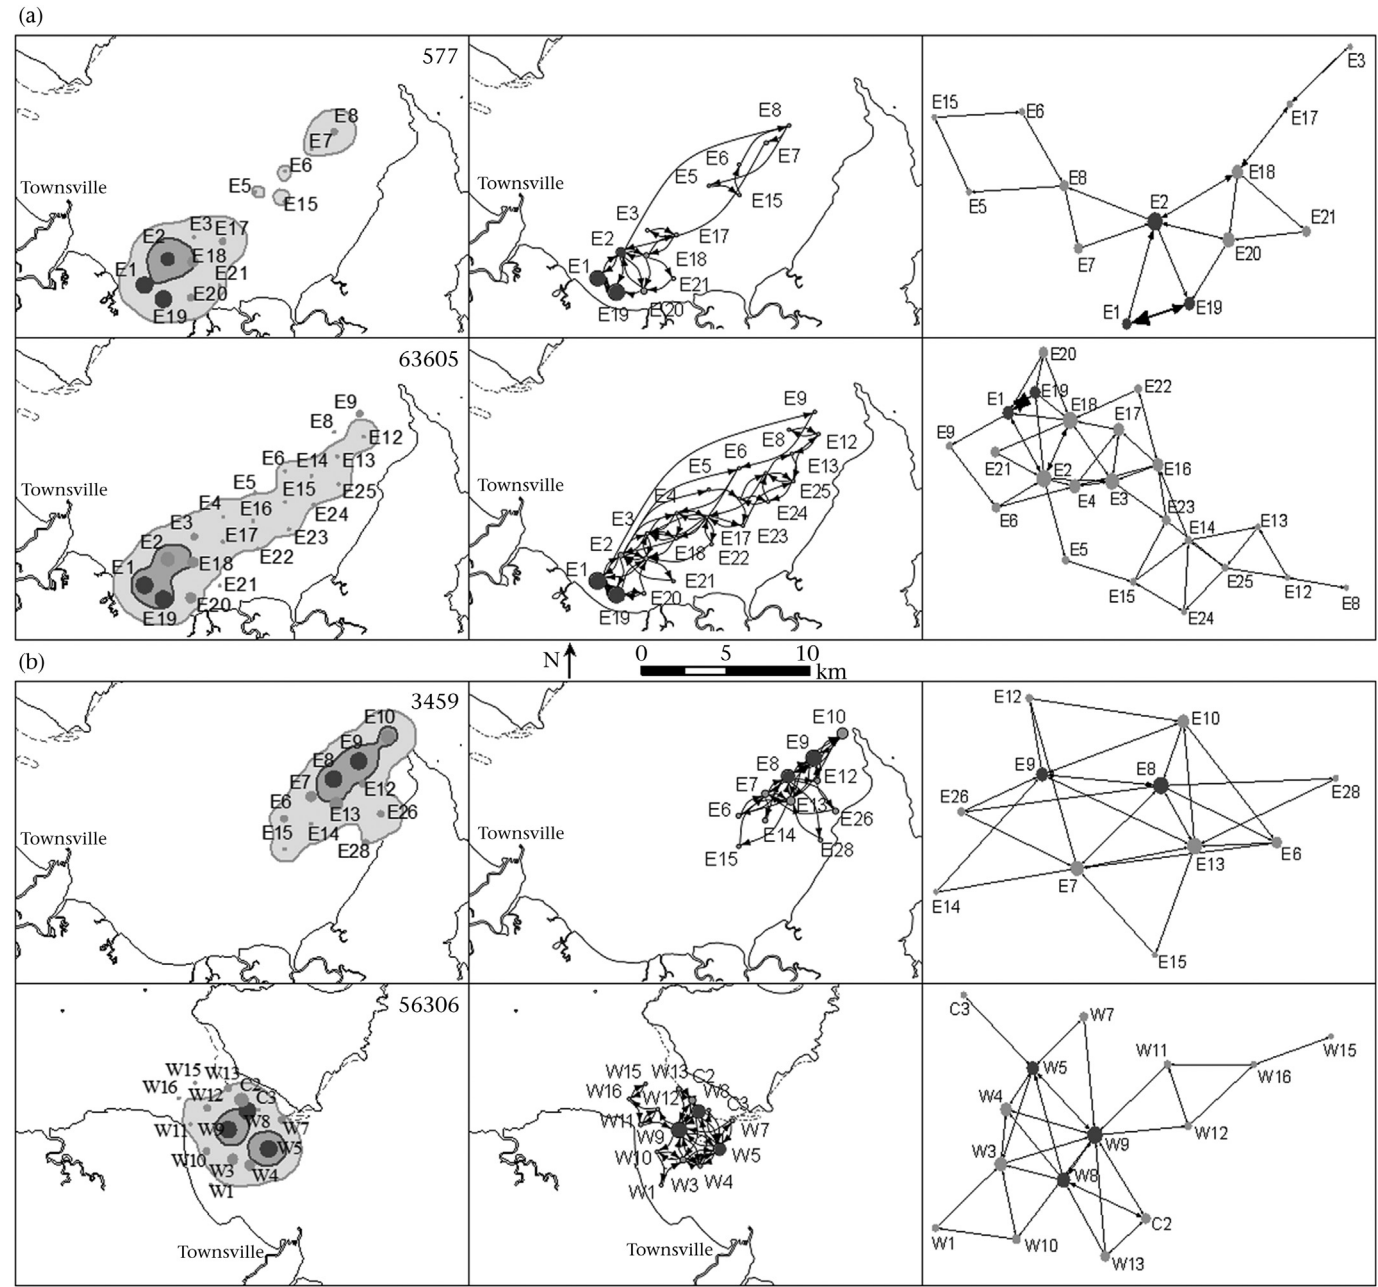 (a)
577
E8
E7
E6
E5
E15
Townsville
E3
E17
E2
E18
E1
E21
E20
E19
E8
E6
E7
E5
E15
Townsville
E3
E17
E2
E18
E1
E21
E19
E20
E3
E15
E6
E17
E8
E18
E5
E2
E21
E7
E20
E1
E19
63605
E9
E8
E12
E6
E14
E13
E5
E15
E25
Townsville
E4
E16
E24
E3
E17
E23
E2
E22
E1
E18
E21
E20
E19
E9
E8
E12
E6
E5
E13
Townsville
E4
E25
E24
E3
E17
E23
E2
E18
E22
E1
E21
E20
E19
E20
E19
E22
E1
E18
E17
E9
E21
E2
E16
E4
E3
E6
E23
E14
E13
E5
E25
E15
E12
E8
E24
(b)
N
0
10
km
3459
E10
E9
E8
E7
E12
E6
E13
E26
E15
E14
E28
Townsville
E10
E9
E8
E12
E7
E6
E13
E26
E14
E28
E15
Townsville
E12
E10
E9
E8
E26
E28
E13
E6
E7
E14
E15
56306
W15
W13
W16
C2
W12
C3
W11
W9
W8
W7
W5
W10
W3
W4
W1
Townsville
W15
W13
C2
W16
W12
W8
C3
W11
W7
W9
W10
W5
W3
W4
W1
Townsville
C3
W7
W15
W11
W5
W16
W4
W9
W12
W3
W8
C2
W1
W10
W13